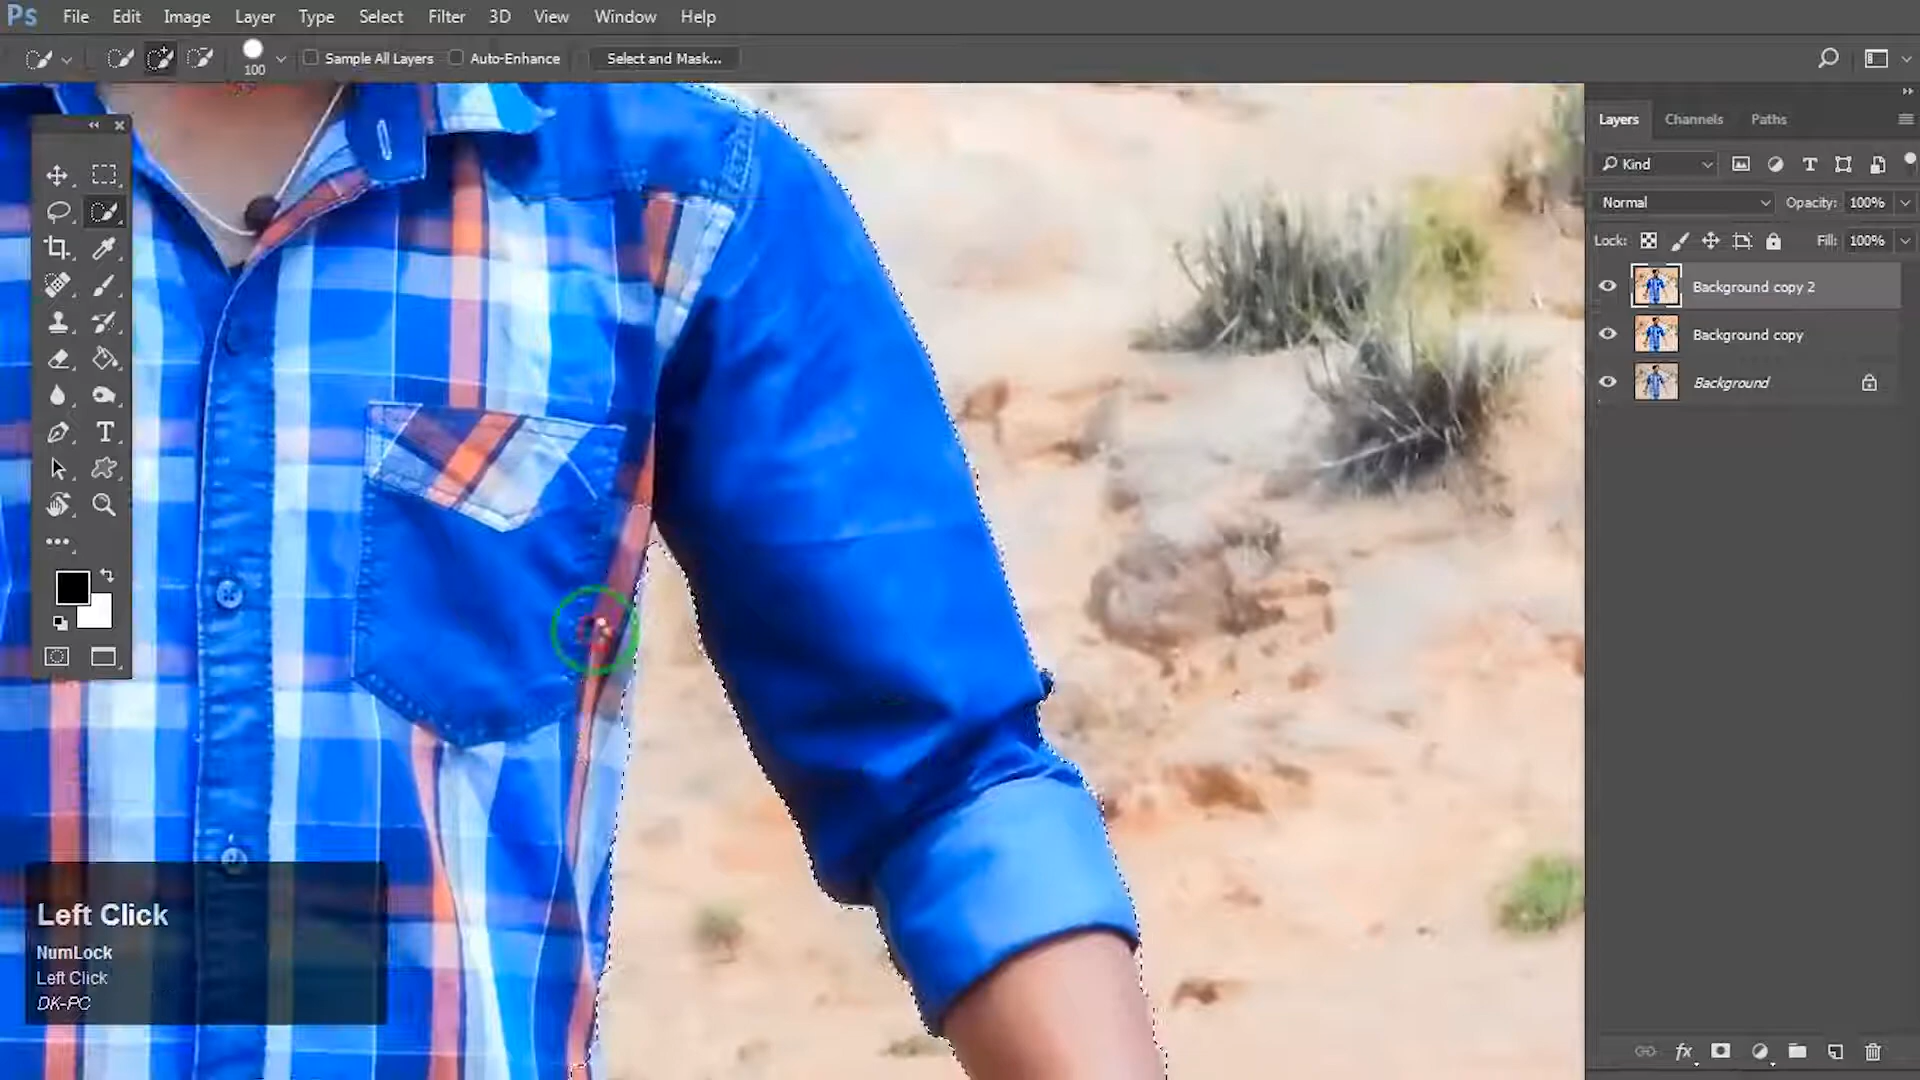 Ps File Edit Image Layer Type Select Filter 3D View Window Help
100 Sample All Layers Auto-Enhance Select and Mask...
Layers Channels Paths
Kind
Normal Opacity: 100%
Lock: Fill: 100%
Background copy 2
Background copy
Background
Left Click
NumLock
Left Click
DK-PC